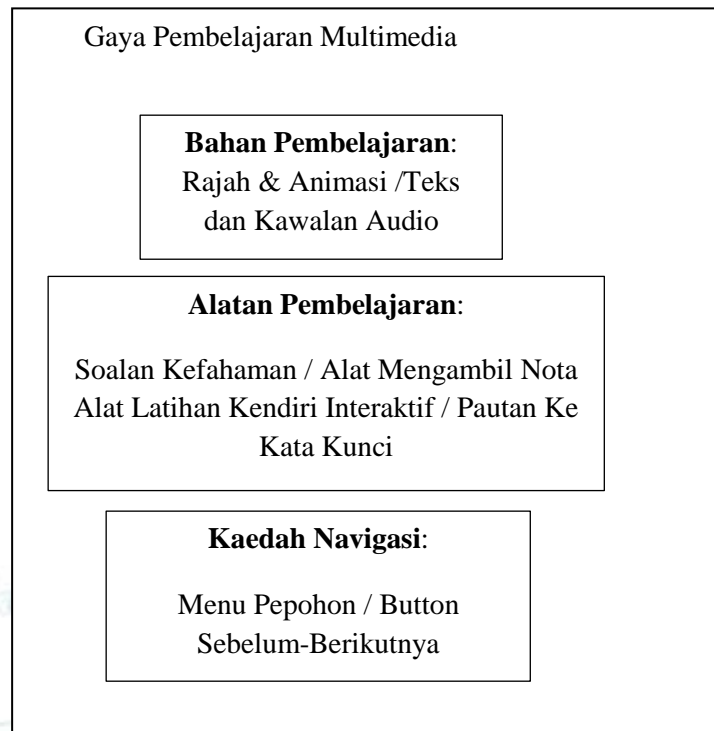 Gaya Pembelajaran Multimedia
Bahan Pembelajaran:
Rajah & Animasi /Teks
dan Kawalan Audio
Alatan Pembelajaran:
Soalan Kefahaman / Alat Mengambil Nota
Alat Latihan Kendiri Interaktif / Pautan Ke
Kata Kunci
Kaedah Navigasi:
Menu Pepohon / Button
Sebelum-Berikutnya